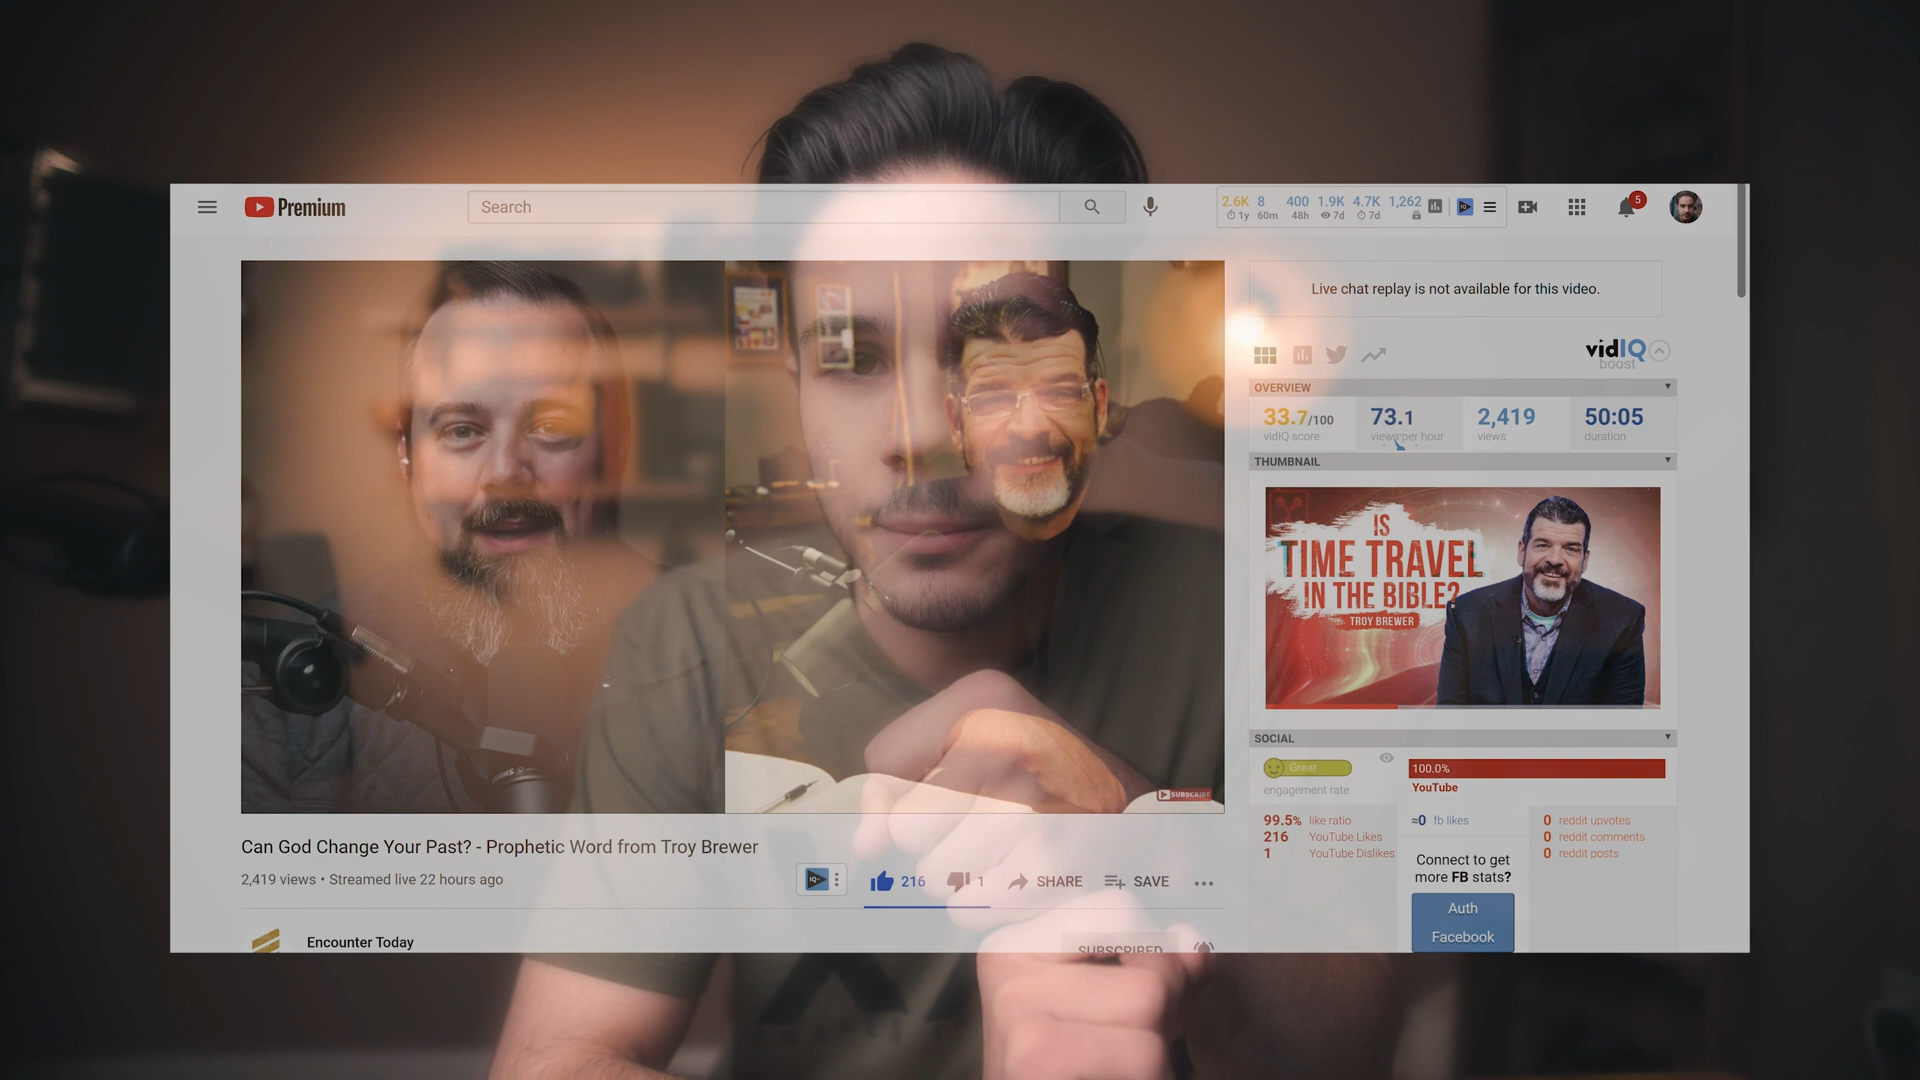 Premium
Search
2.6K 8 400 1.9K 4.7K 1,262
1y 60m 48h 7d 7d
5
Live chat replay is not available for this video.
vidIQ
boost
OVERVIEW
33.7/100 73.1 2,419 50:05
vidIQ score views per hour views duration
THUMBNAIL
IS
TIME TRAVEL
IN THE BIBLE?
TROY BREWER
SUBSCRIBE
SOCIAL
Great
engagement rate
100.0%
YouTube
99.5% like ratio
216 YouTube Likes
1 YouTube Dislikes
≈0 fb likes
Connect to get
more FB stats?
Auth
Facebook
0 reddit upvotes
0 reddit comments
0 reddit posts
Can God Change Your Past? - Prophetic Word from Troy Brewer
2,419 views • Streamed live 22 hours ago
IQ 216 1 SHARE SAVE
Encounter Today
SUBSCRIBED